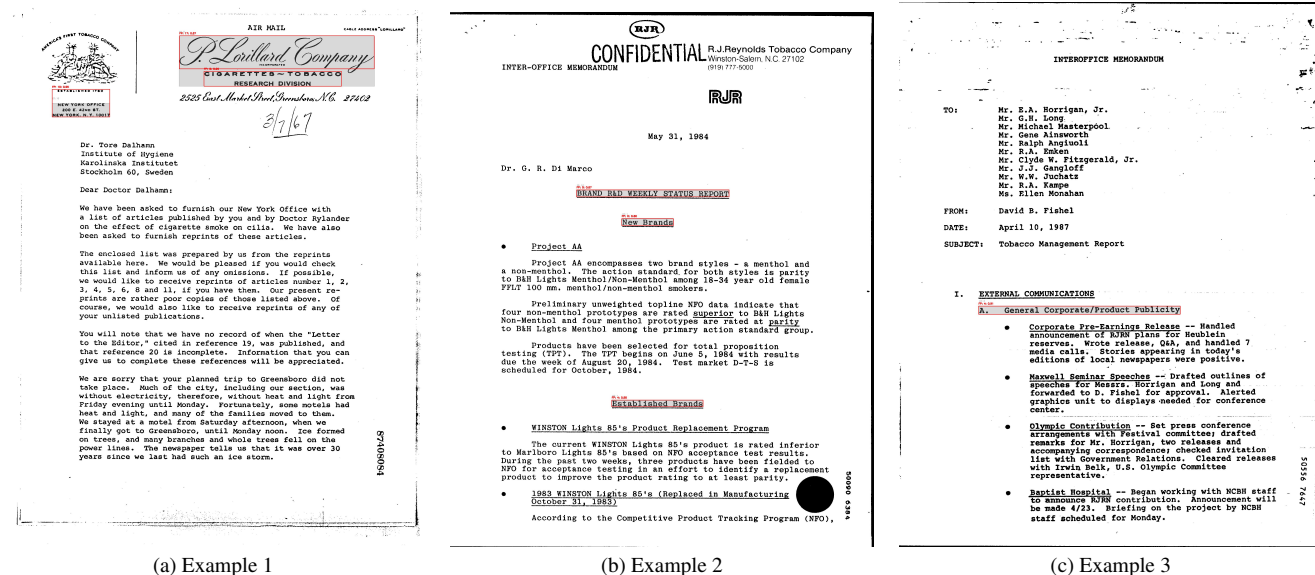 AIR MAIL
CABLE ADDRESS "LORILLARD"
AMERICA'S FIRST TOBACCO COMPANY
P. Lorillard Company
INCORPORATED
CIGARETTES ~ TOBACCO
RESEARCH DIVISION
ESTABLISHED 1760
NEW YORK OFFICE
200 E. 42nd ST.
NEW YORK, N. Y. 10017
2525 East Market Street, Greensboro, N.C. 27402
3/7/67
Dr. Tore Dalhamn
Institute of Hygiene
Karolinska Institutet
Stockholm 60, Sweden
Dear Doctor Dalhamn:
We have been asked to furnish our New York Office with
a list of articles published by you and by Doctor Rylander
on the effect of cigarette smoke on cilia. We have also
been asked to furnish reprints of these articles.
The enclosed list was prepared by us from the reprints
available here. We would be pleased if you would check
this list and inform us of any omissions. If possible,
we would like to receive reprints of articles number 1, 2,
3, 4, 5, 6, 8 and 11, if you have them. Our present re-
prints are rather poor copies of those listed above. Of
course, we would also like to receive reprints of any of
your unlisted publications.
You will note that we have no record of when the "Letter
to the Editor," cited in reference 19, was published, and
that reference 20 is incomplete. Information that you can
give us to complete these references will be appreciated.
We are sorry that your planned trip to Greensboro did not
take place. Much of the city, including our section, was
without electricity, therefore, without heat and light from
Friday evening until Monday. Fortunately, some motels had
heat and light, and many of the families moved to them.
We stayed at a motel from Saturday afternoon, when we
finally got to Greensboro, until Monday noon. Ice formed
on trees, and many branches and whole trees fell on the
power lines. The newspaper tells us that it was over 30
years since we last had such an ice storm.
87409084
(a) Example 1
RJR
CONFIDENTIAL
R.J.Reynolds Tobacco Company
Winston-Salem, N.C. 27102
(919) 777-5000
INTER-OFFICE MEMORANDUM
RJR
May 31, 1984
Dr. G. R. Di Marco
BRAND R&D WEEKLY STATUS REPORT
New Brands
● Project AA
Project AA encompasses two brand styles - a menthol and
a non-menthol. The action standard for both styles is parity
to B&H Lights Menthol/Non-Menthol among 18-34 year old female
FFLT 100 mm. menthol/non-menthol smokers.
Preliminary unweighted topline NFO data indicate that
four non-menthol prototypes are rated superior to B&H Lights
Non-Menthol and four menthol prototypes are rated at parity
to B&H Lights Menthol among the primary action standard group.
Products have been selected for total proposition
testing (TPT). The TPT begins on June 5, 1984 with results
due the week of August 20, 1984. Test market D-T-S is
scheduled for October, 1984.
Established Brands
● WINSTON Lights 85's Product Replacement Program
The current WINSTON Lights 85's product is rated inferior
to Marlboro Lights 85's based on NFO acceptance test results.
During the past two weeks, three products have been fielded to
NFO for acceptance testing in an effort to identify a replacement
product to improve the product rating to at least parity.
● 1983 WINSTON Lights 85's (Replaced in Manufacturing
October 31, 1983)
According to the Competitive Product Tracking Program (NFO),
50090 6384
(b) Example 2
INTEROFFICE MEMORANDUM
TO: Mr. E.A. Horrigan, Jr.
Mr. G.H. Long
Mr. Michael Masterpool
Mr. Gene Ainsworth
Mr. Ralph Angiuoli
Mr. R.A. Emken
Mr. Clyde W. Fitzgerald, Jr.
Mr. J.J. Gangloff
Mr. W.W. Juchatz
Mr. R.A. Kampe
Ms. Ellen Monahan
FROM: David B. Fishel
DATE: April 10, 1987
SUBJECT: Tobacco Management Report
I. EXTERNAL COMMUNICATIONS
A. General Corporate/Product Publicity
● Corporate Pre-Earnings Release -- Handled
announcement of RJRN plans for Heublein
reserves. Wrote release, Q&A, and handled 7
media calls. Stories appearing in today's
editions of local newspapers were positive.
● Maxwell Seminar Speeches -- Drafted outlines of
speeches for Messrs. Horrigan and Long and
forwarded to D. Fishel for approval. Alerted
graphics unit to displays needed for conference
center.
● Olympic Contribution -- Set press conference
arrangements with Festival committee; drafted
remarks for Mr. Horrigan, two releases and
accompanying correspondence; checked invitation
list with Government Relations. Cleared releases
with Irwin Belk, U.S. Olympic Committee
representative.
● Baptist Hospital -- Began working with NCBH staff
to announce RJRN contribution. Announcement will
be made 4/23. Briefing on the project by NCBH
staff scheduled for Monday.
50556 7647
(c) Example 3